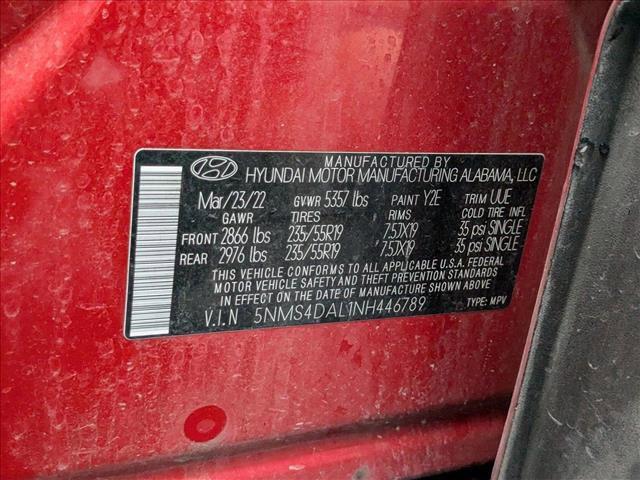 MANUFACTURED BY
HYUNDAI MOTOR MANUFACTURING ALABAMA, LLC
Mar/23/22 GVWR 5357 lbs PAINT Y2E TRIM UUE
GAWR TIRES RIMS COLD TIRE INFL
FRONT 2866 lbs 235/55R19 7.5JX19 35 psi SINGLE
REAR 2976 lbs 235/55R19 7.5JX19 35 psi SINGLE
THIS VEHICLE CONFORMS TO ALL APPLICABLE U.S.A. FEDERAL
MOTOR VEHICLE SAFETY AND THEFT PREVENTION STANDARDS
IN EFFECT ON THE DATE OF MANUFACTURE SHOWN ABOVE.
V.I.N 5NMS4DAL1NH446789 TYPE: MPV